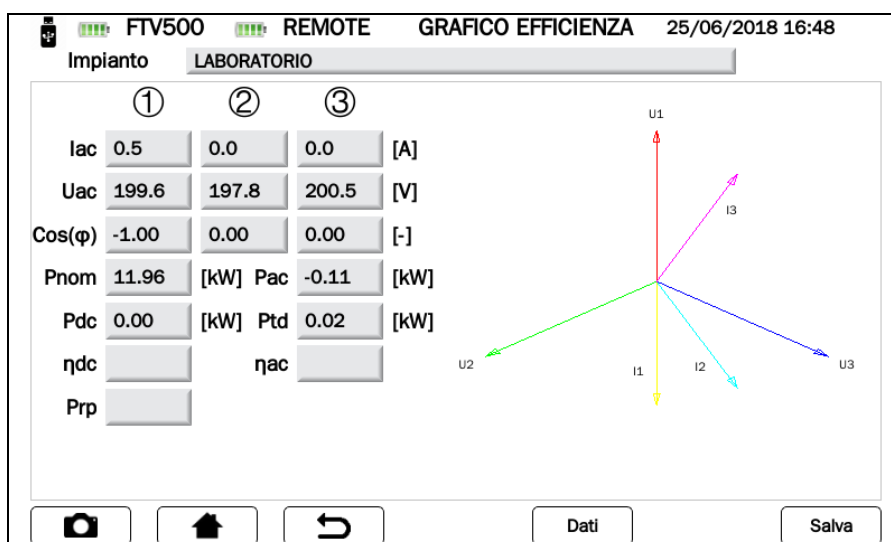 FTV500 REMOTE GRAFICO EFFICIENZA 25/06/2018 16:48
Impianto LABORATORIO
① ② ③
Iac 0.5 0.0 0.0 [A]
Uac 199.6 197.8 200.5 [V]
Cos(φ) -1.00 0.00 0.00 [-]
Pnom 11.96 [kW] Pac -0.11 [kW]
Pdc 0.00 [kW] Ptd 0.02 [kW]
ηdc ηac
Prp
U1
I3
U2
I1
I2
U3
Dati Salva